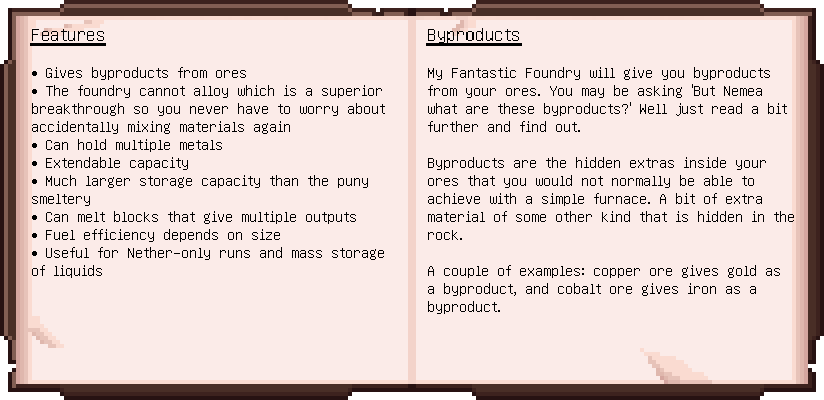 Features
• Gives byproducts from ores
• The foundry cannot alloy which is a superior
breakthrough so you never have to worry about
accidentally mixing materials again
• Can hold multiple metals
• Extendable capacity
• Much larger storage capacity than the puny
smeltery
• Can melt blocks that give multiple outputs
• Fuel efficiency depends on size
• Useful for Nether-only runs and mass storage
of liquids
Byproducts
My Fantastic Foundry will give you byproducts
from your ores. You may be asking 'But Nemea
what are these byproducts?' Well just read a bit
further and find out.
Byproducts are the hidden extras inside your
ores that you would not normally be able to
achieve with a simple furnace. A bit of extra
material of some other kind that is hidden in the
rock.
A couple of examples: copper ore gives gold as
a byproduct, and cobalt ore gives iron as a
byproduct.